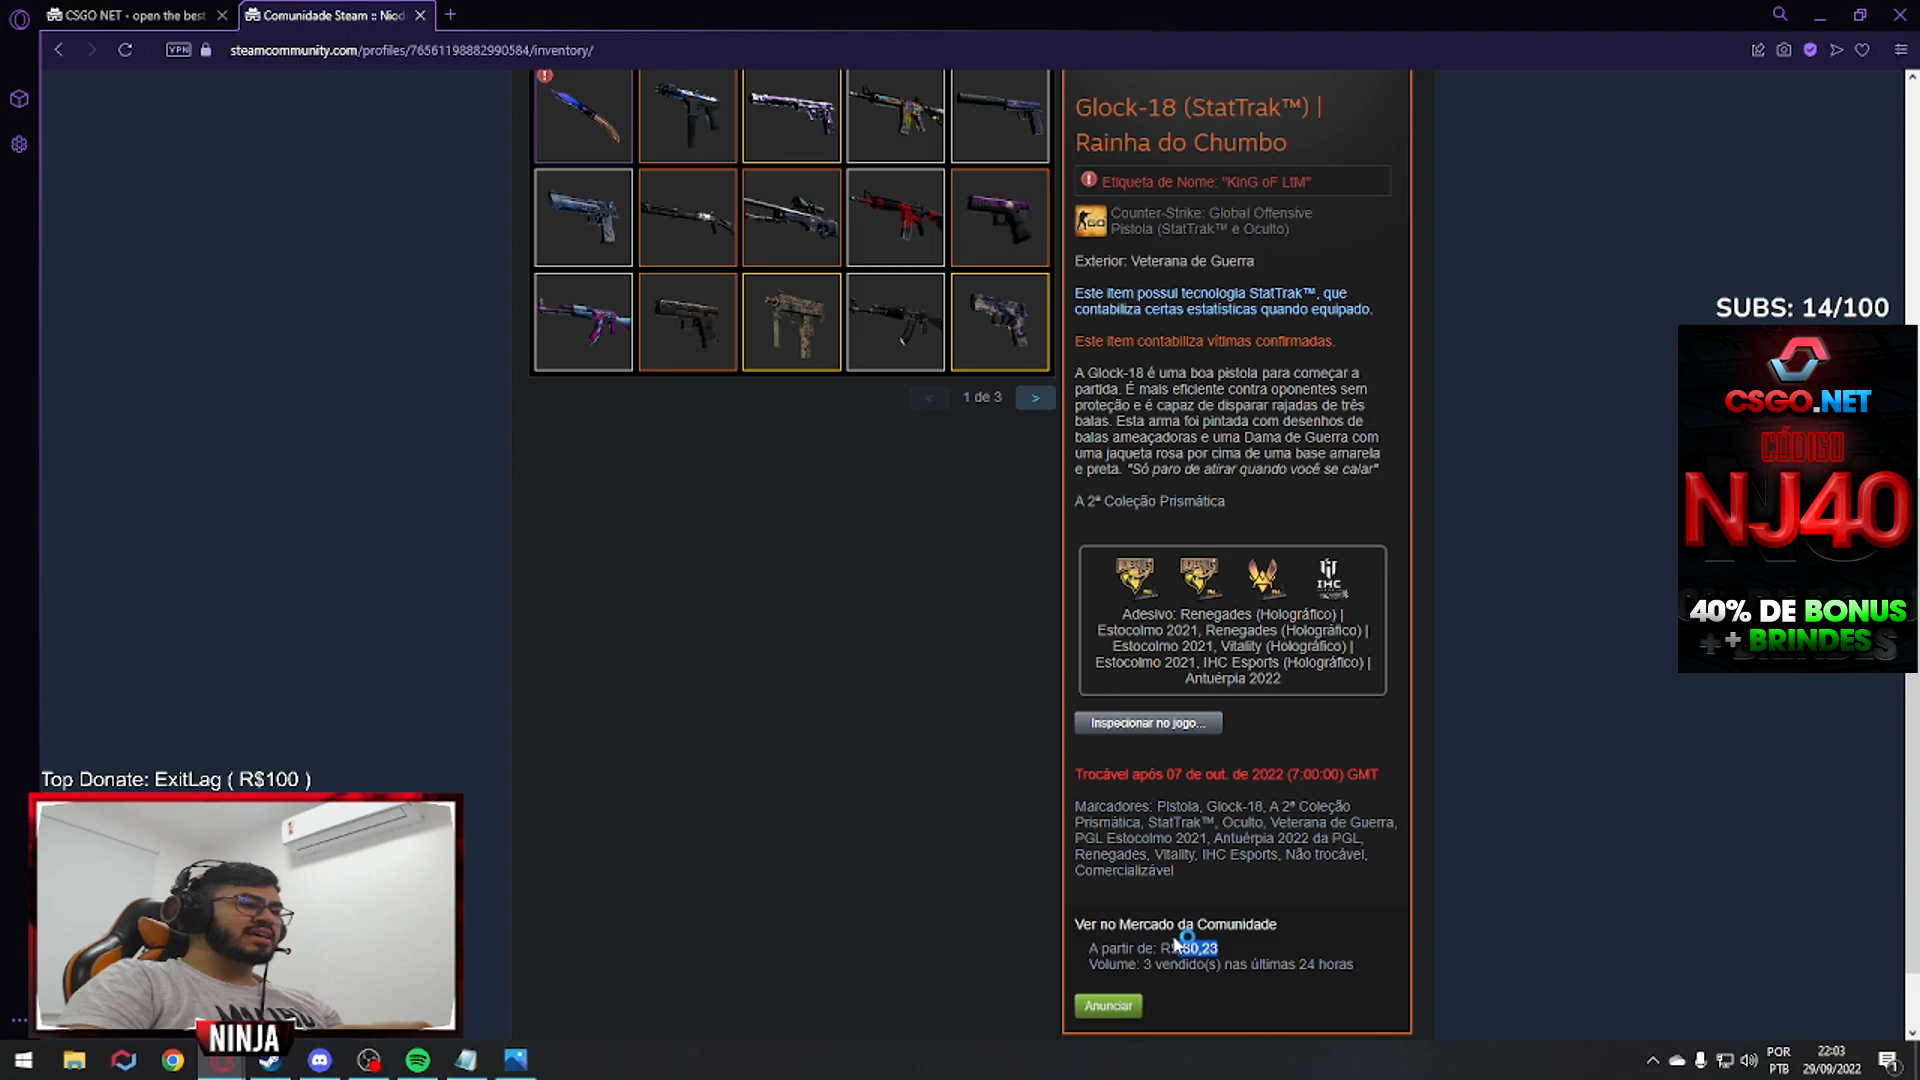 CSGO NET - open the best
Comunidade Steam :: Niod
VPN
steamcommunity.com/profiles/76561198882990584/inventory/
Glock-18 (StatTrak™) |
Rainha do Chumbo
Etiqueta de Nome: "KInG oF LtM"
Counter-Strike: Global Offensive
Pistola (StatTrak™ e Oculto)
Exterior: Veterana de Guerra
Este item possui tecnologia StatTrak™, que
contabiliza certas estatísticas quando equipado.
Este item contabiliza vítimas confirmadas.
A Glock-18 é uma boa pistola para começar a
partida. É mais eficiente contra oponentes sem
proteção e é capaz de disparar rajadas de três
balas. Esta arma foi pintada com desenhos de
balas ameaçadoras e uma Dama de Guerra com
uma jaqueta rosa por cima de uma base amarela
e preta. "Só paro de atirar quando você se calar"
A 2ª Coleção Prismática
IHC
Adesivo: Renegades (Holográfico) |
Estocolmo 2021, Renegades (Holográfico) |
Estocolmo 2021, Vitality (Holográfico) |
Estocolmo 2021, IHC Esports (Holográfico) |
Antuérpia 2022
Inspecionar no jogo...
Trocável após 07 de out. de 2022 (7:00:00) GMT
Marcadores: Pistola, Glock-18, A 2ª Coleção
Prismática, StatTrak™, Oculto, Veterana de Guerra,
PGL Estocolmo 2021, Antuérpia 2022 da PGL,
Renegades, Vitality, IHC Esports, Não trocável,
Comercializável
Ver no Mercado da Comunidade
A partir de:
Volume: 3 vendido(s) nas últimas 24 horas
Anunciar
1 de 3
SUBS: 14/100
CSGO.NET
CÓDIGO
NJ40
40% DE BONUS
+ + BRINDES
Top Donate: ExitLag ( R$100 )
NINJA
POR
PTB
22:03
29/09/2022